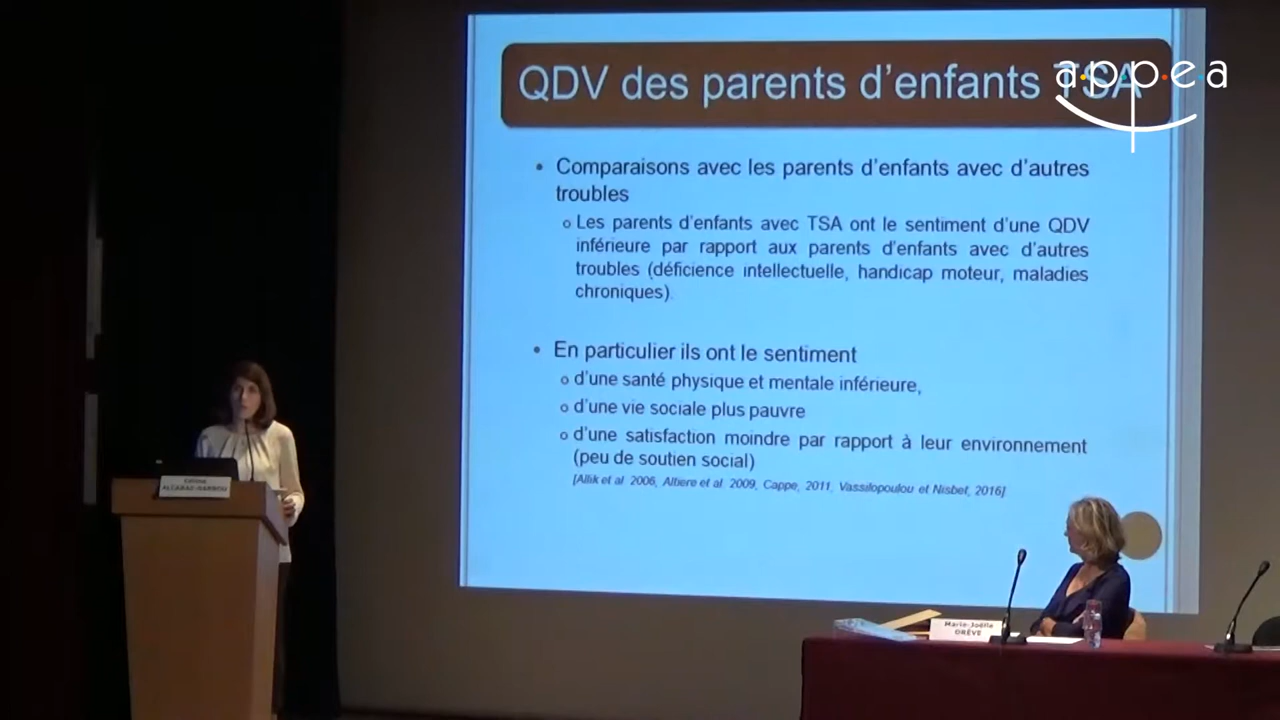 QDV des parents d'enfants TSA
a.p.p.e.a
• Comparaisons avec les parents d'enfants avec d'autres
troubles
o Les parents d'enfants avec TSA ont le sentiment d'une QDV
inférieure par rapport aux parents d'enfants avec d'autres
troubles (déficience intellectuelle, handicap moteur, maladies
chroniques).
• En particulier ils ont le sentiment
o d'une santé physique et mentale inférieure,
o d'une vie sociale plus pauvre
o d'une satisfaction moindre par rapport à leur environnement
(peu de soutien social)
[Allik et al 2006, Altiere et al. 2009, Cappe, 2011, Vassilopoulou et Nisbet, 2016]
Marie-Joëlle
ORÈVE